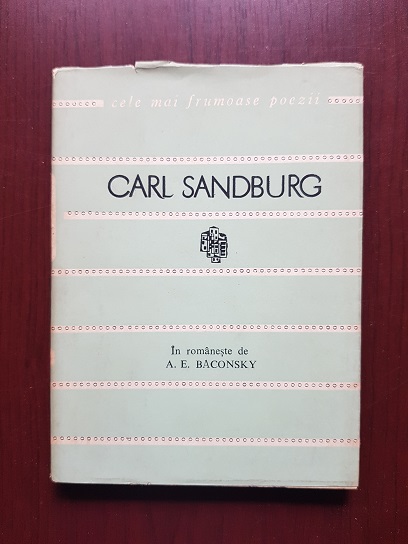 cele mai frumoase poezii
CARL SANDBURG
În românește de
A. E. BACONSKY